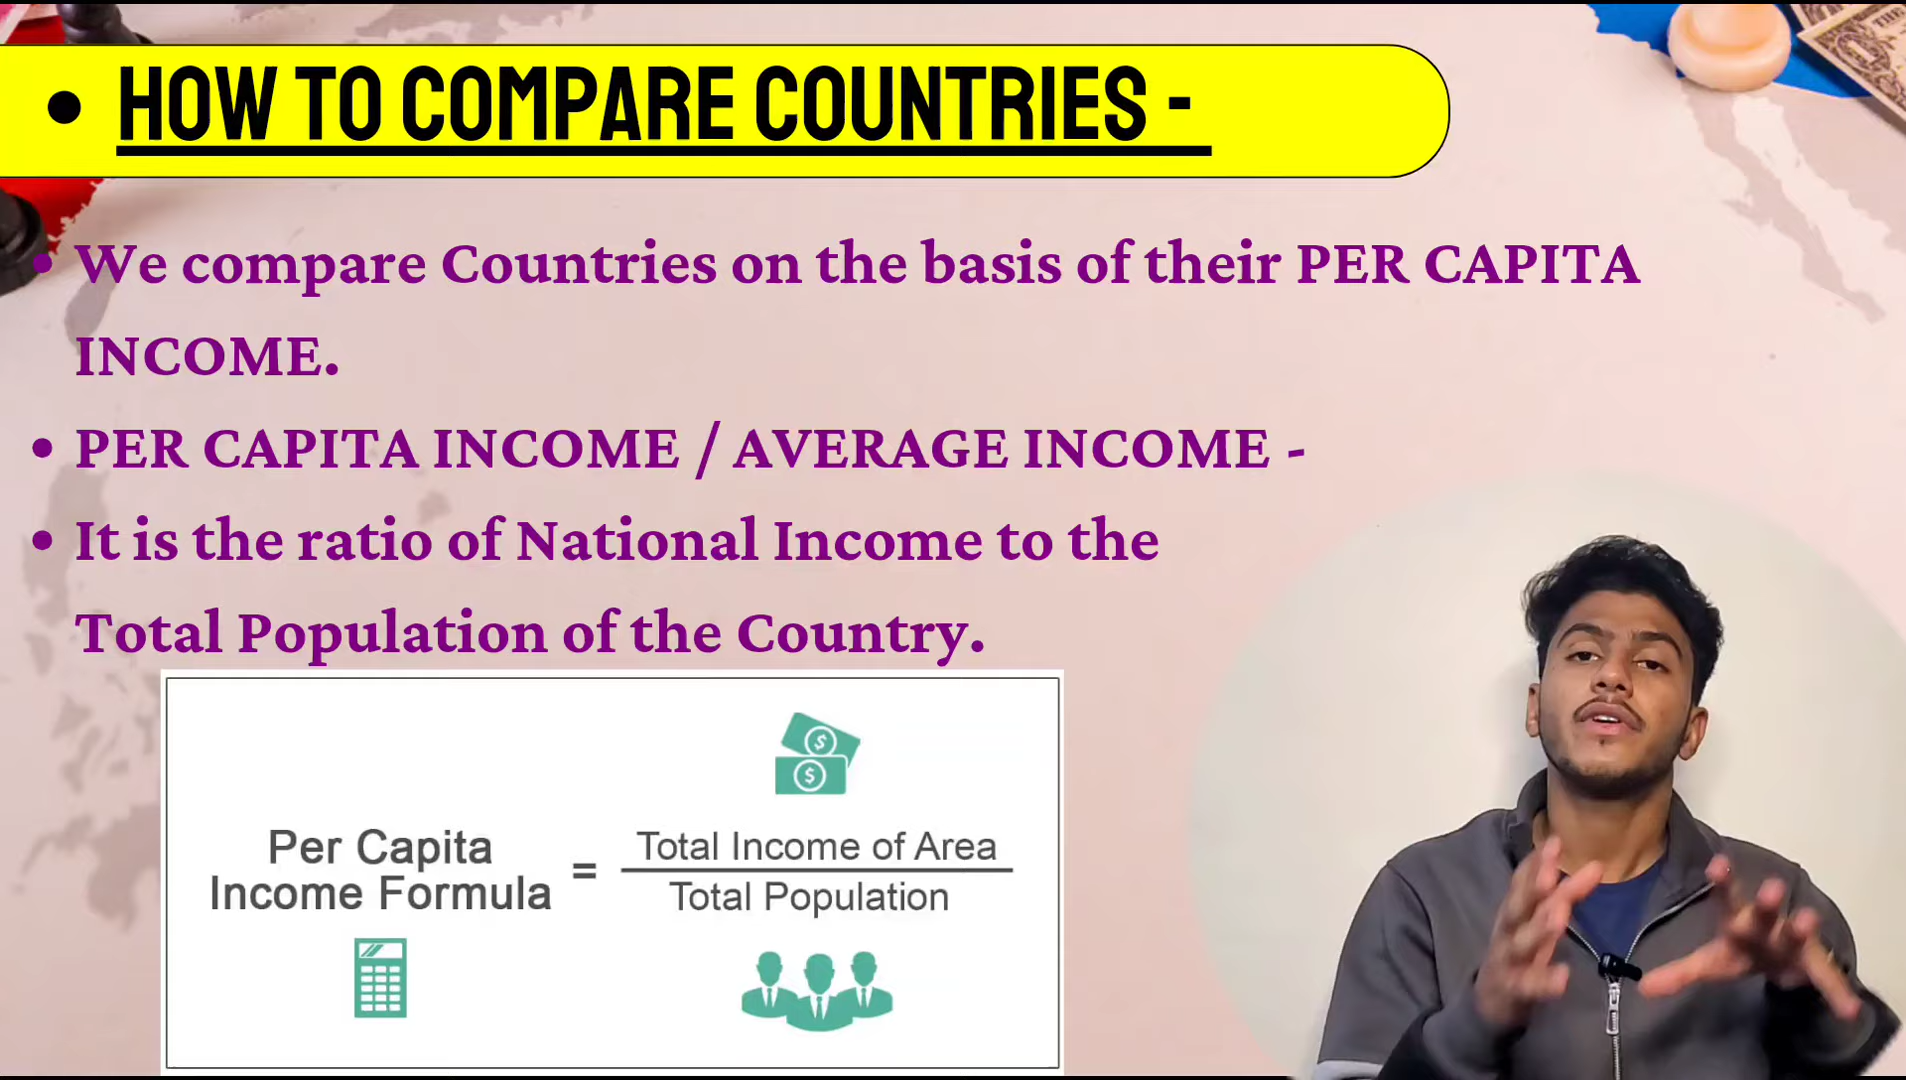 • HOW TO COMPARE COUNTRIES -
• We compare Countries on the basis of their PER CAPITA
INCOME.
• PER CAPITA INCOME / AVERAGE INCOME -
• It is the ratio of National Income to the
Total Population of the Country.
Per Capita
Income Formula
=
Total Income of Area
Total Population
$
$